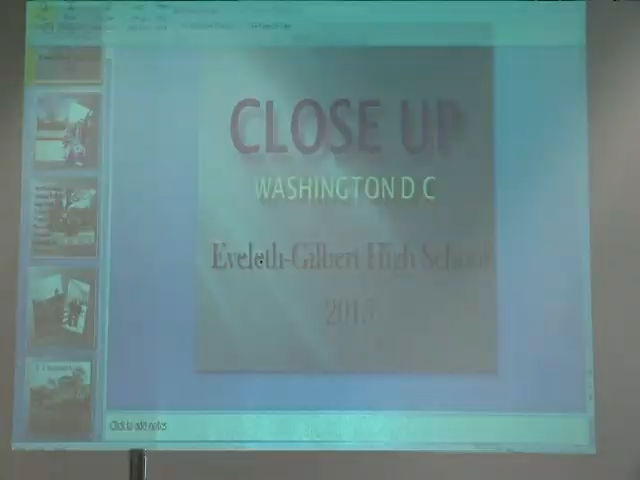 CLOSE UP
WASHINGTON D C
Eveleth-Gilbert High School
2015
Click to add notes